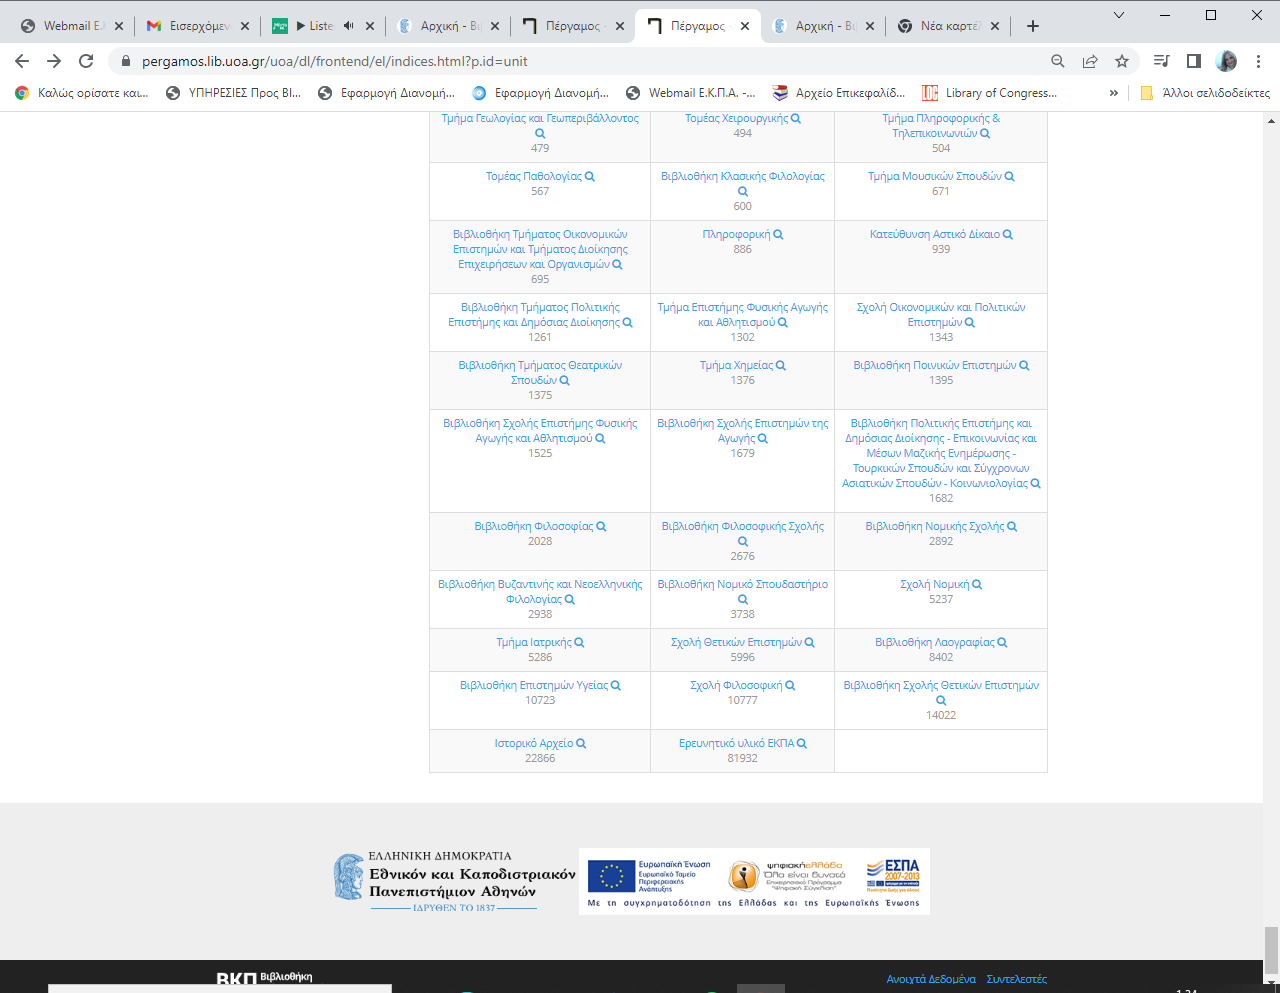 Webmail Ε.Κ
Εισερχόμεν
Liste
Αρχική - Βι
Πέργαμος -
Πέργαμος -
Αρχική - Βι
Νέα καρτέλ
pergamos.lib.uoa.gr/uoa/dl/frontend/el/indices.html?p.id=unit
Καλώς ορίσατε και...
ΥΠΗΡΕΣΙΕΣ Προς ΒΙ...
Εφαρμογή Διανομή...
Εφαρμογή Διανομή...
Webmail Ε.Κ.Π.Α. -...
Αρχείο Επικεφαλίδ...
Library of Congress...
»
Άλλοι σελιδοδείκτες
Τμήμα Γεωλογίας και Γεωπεριβάλλοντος
479
Τομέας Χειρουργικής
494
Τμήμα Πληροφορικής &
Τηλεπικοινωνιών
504
Τομέας Παθολογίας
567
Βιβλιοθήκη Κλασικής Φιλολογίας
600
Τμήμα Μουσικών Σπουδών
671
Βιβλιοθήκη Τμήματος Οικονομικών
Επιστημών και Τμήματος Διοίκησης
Επιχειρήσεων και Οργανισμών
695
Πληροφορική
886
Κατεύθυνση Αστικό Δίκαιο
939
Βιβλιοθήκη Τμήματος Πολιτικής
Επιστήμης και Δημόσιας Διοίκησης
1261
Τμήμα Επιστήμης Φυσικής Αγωγής
και Αθλητισμού
1302
Σχολή Οικονομικών και Πολιτικών
Επιστημών
1343
Βιβλιοθήκη Τμήματος Θεατρικών
Σπουδών
1375
Τμήμα Χημείας
1376
Βιβλιοθήκη Ποινικών Επιστημών
1395
Βιβλιοθήκη Σχολής Επιστήμης Φυσικής
Αγωγής και Αθλητισμού
1525
Βιβλιοθήκη Σχολής Επιστημών της
Αγωγής
1679
Βιβλιοθήκη Πολιτικής Επιστήμης και
Δημόσιας Διοίκησης - Επικοινωνίας και
Μέσων Μαζικής Ενημέρωσης -
Τουρκικών Σπουδών και Σύγχρονων
Ασιατικών Σπουδών - Κοινωνιολογίας
1682
Βιβλιοθήκη Φιλοσοφίας
2028
Βιβλιοθήκη Φιλοσοφικής Σχολής
2676
Βιβλιοθήκη Νομικής Σχολής
2892
Βιβλιοθήκη Βυζαντινής και Νεοελληνικής
Φιλολογίας
2938
Βιβλιοθήκη Νομικό Σπουδαστήριο
3738
Σχολή Νομική
5237
Τμήμα Ιατρικής
5286
Σχολή Θετικών Επιστημών
5996
Βιβλιοθήκη Λαογραφίας
8402
Βιβλιοθήκη Επιστημών Υγείας
10723
Σχολή Φιλοσοφική
10777
Βιβλιοθήκη Σχολής Θετικών Επιστημών
14022
Ιστορικό Αρχείο
22866
Ερευνητικό υλικό ΕΚΠΑ
81932
ΕΛΛΗΝΙΚΗ ΔΗΜΟΚΡΑΤΙΑ
Εθνικόν και Καποδιστριακόν
Πανεπιστήμιον Αθηνών
ΙΔΡΥΘΕΝ ΤΟ 1837
Ευρωπαϊκή Ένωση
Ευρωπαϊκό Ταμείο
Περιφερειακής
Ανάπτυξης
ψηφιακήελλάδα
Όλα είναι δυνατά
Επιχειρησιακό Πρόγραμμα
"Ψηφιακή Σύγκλιση"
ΕΣΠΑ
2007-2013
Με τη συγχρηματοδότηση της Ελλάδας και της Ευρωπαϊκής Ένωσης
ΒΚΠ Βιβλιοθήκη
Ανοιχτά Δεδομένα
Συντελεστές